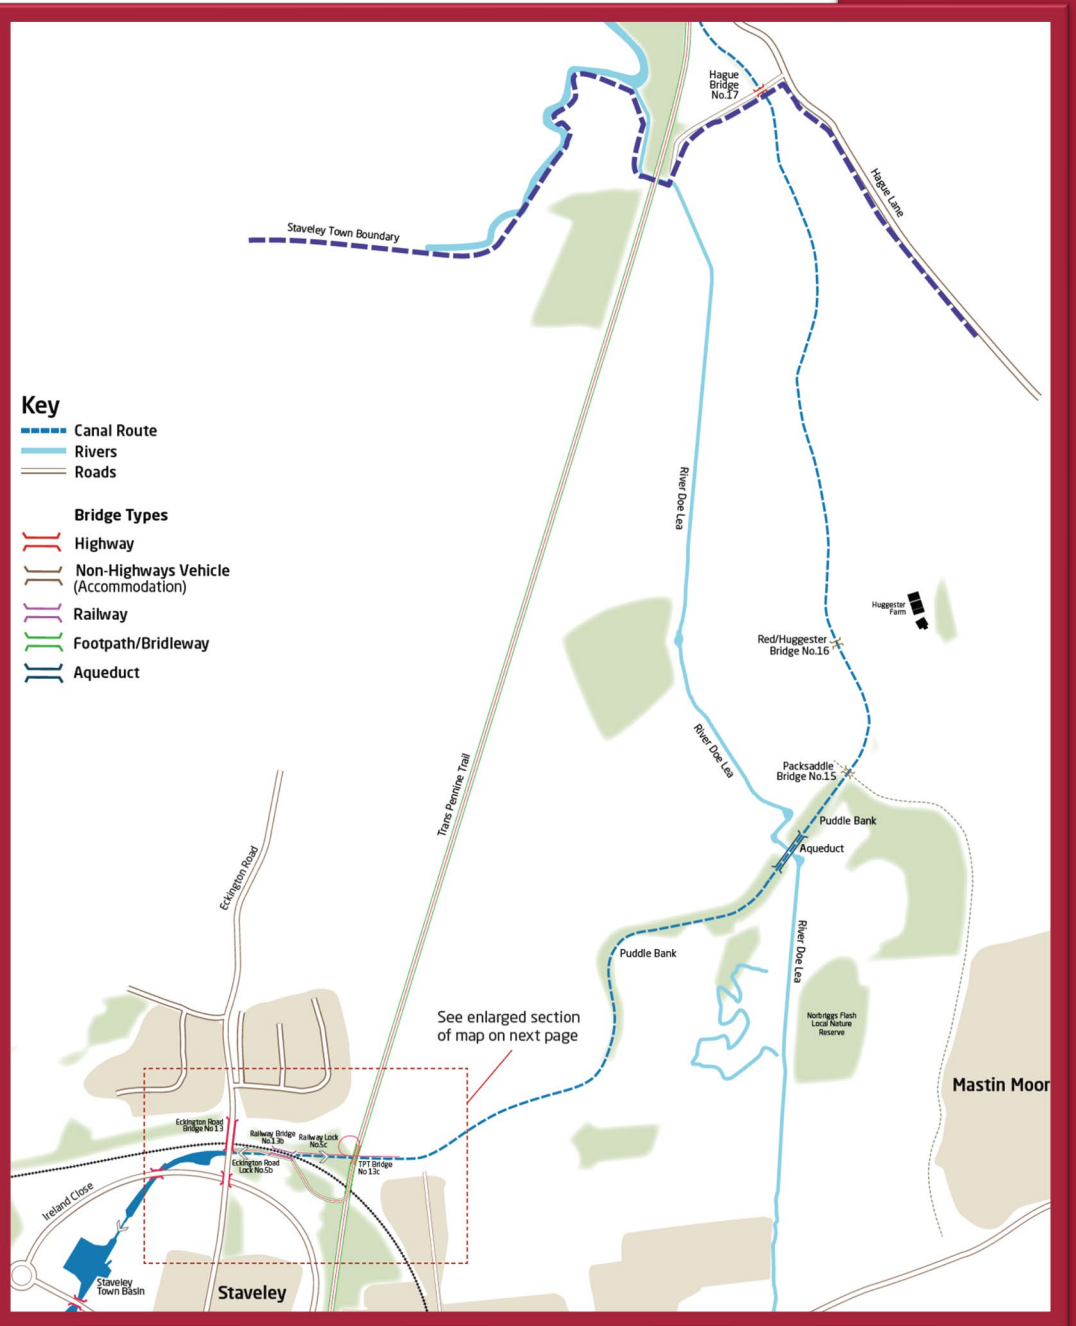 Hague
Bridge
No.17
Hague Lane
Staveley Town Boundary
Key
Canal Route
Rivers
Roads
Bridge Types
Highway
Non-Highways Vehicle
(Accommodation)
Railway
Footpath/Bridleway
Aqueduct
River Doe Lea
Huggester
Farm
Red/Huggester
Bridge No.16
River Doe Lea
Packsaddle
Bridge No.15
Trans Pennine Trail
Puddle Bank
Aqueduct
Eckington Road
Puddle Bank
River Doe Lea
See enlarged section
of map on next page
Norbriggs Flash
Local Nature
Reserve
Mastin Moor
Eckington Road
Bridge No 13
Railway Bridge
No.13b
Railway Lock
No.5c
Eckington Road
Lock No.5b
TPT Bridge
No 13c
Ireland Close
Staveley
Town Basin
Staveley